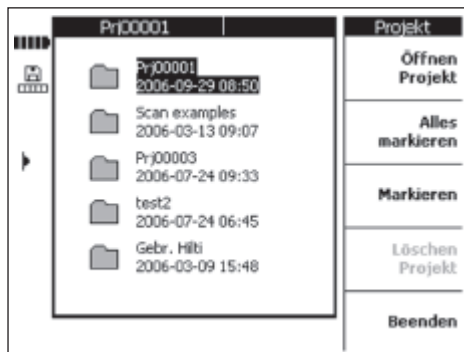 Prj00001
Prj00001
2006-09-29 08:50
Scan examples
2006-03-13 09:07
Prj00003
2006-07-24 09:33
test2
2006-07-24 06:45
Gebr. Hilti
2006-03-09 15:48
Projekt
Öffnen
Projekt
Alles
markieren
Markieren
Löschen
Projekt
Beenden